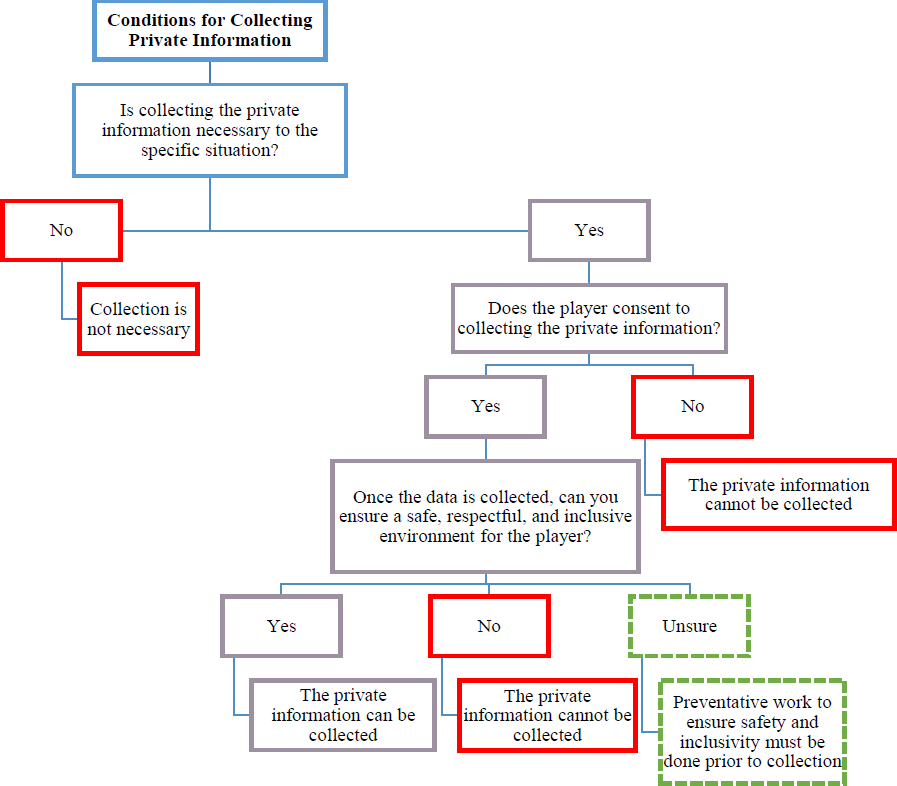 Conditions for Collecting
Private Information
Is collecting the private
information necessary to the
specific situation?
No
Yes
Collection is
not necessary
Does the player consent to
collecting the private information?
Yes
No
The private information
cannot be collected
Once the data is collected, can you
ensure a safe, respectful, and inclusive
environment for the player?
Yes
No
Unsure
The private
information can be
collected
The private
information cannot be
collected
Preventative work to
ensure safety and
inclusivity must be
done prior to collection